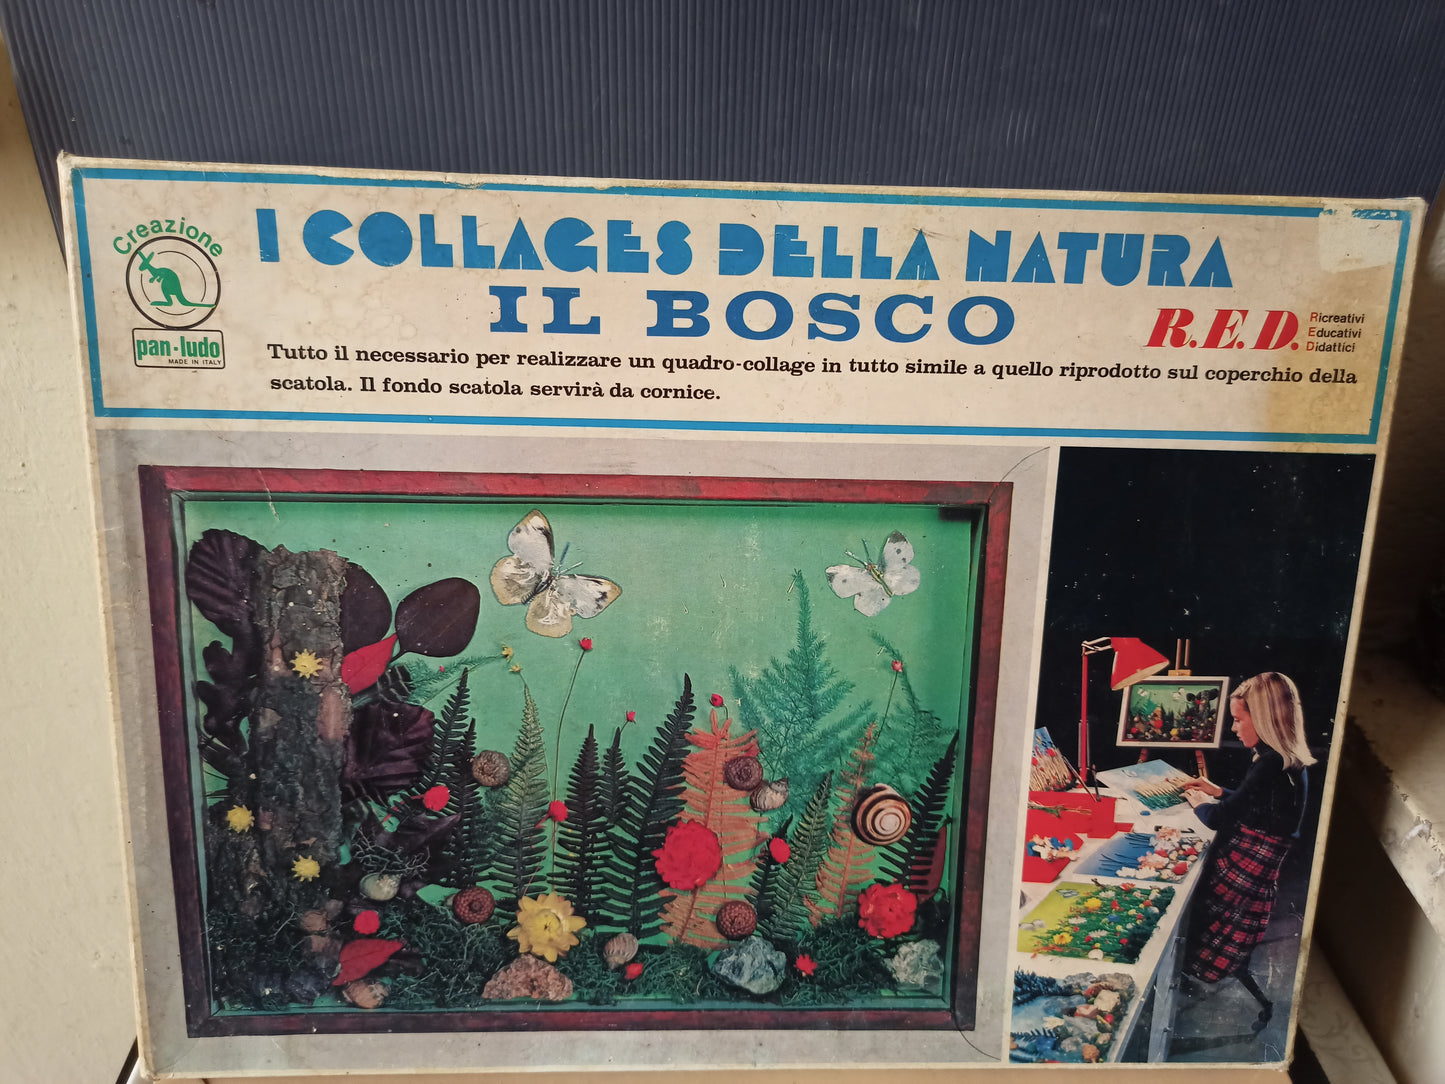 Creazione
pan-ludo
MADE IN ITALY
I COLLAGES DELLA NATURA
IL BOSCO
R.E.D.
Ricreativi
Educativi
Didattici
Tutto il necessario per realizzare un quadro-collage in tutto simile a quello riprodotto sul coperchio della
scatola. Il fondo scatola servirà da cornice.